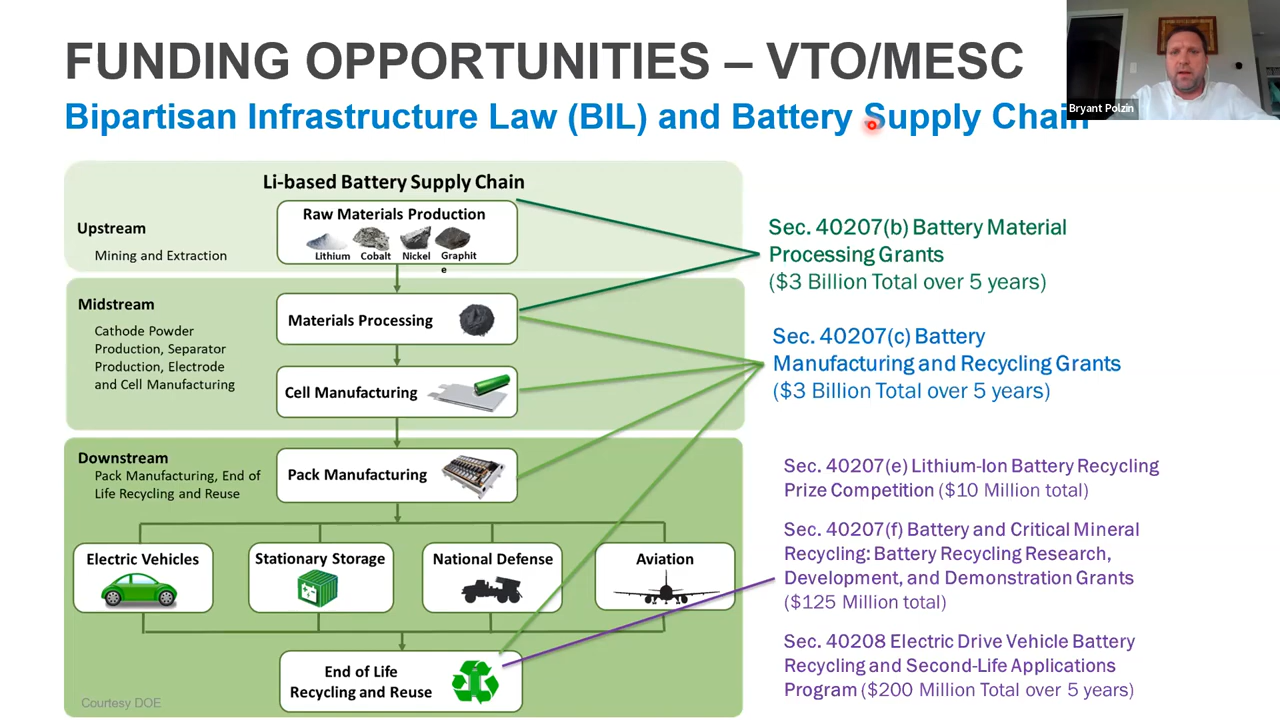 FUNDING OPPORTUNITIES – VTO/MESC
Bipartisan Infrastructure Law (BIL) and Battery Supply Chain
Bryant Polzin
Li-based Battery Supply Chain
Upstream
Mining and Extraction
Raw Materials Production
Lithium Cobalt Nickel Graphit
e
Midstream
Cathode Powder
Production, Separator
Production, Electrode
and Cell Manufacturing
Materials Processing
Cell Manufacturing
Downstream
Pack Manufacturing, End of
Life Recycling and Reuse
Pack Manufacturing
Electric Vehicles
Stationary Storage
National Defense
Aviation
End of Life
Recycling and Reuse
Courtesy DOE
Sec. 40207(b) Battery Material
Processing Grants
($3 Billion Total over 5 years)
Sec. 40207(c) Battery
Manufacturing and Recycling Grants
($3 Billion Total over 5 years)
Sec. 40207(e) Lithium-Ion Battery Recycling
Prize Competition ($10 Million total)
Sec. 40207(f) Battery and Critical Mineral
Recycling: Battery Recycling Research,
Development, and Demonstration Grants
($125 Million total)
Sec. 40208 Electric Drive Vehicle Battery
Recycling and Second-Life Applications
Program ($200 Million Total over 5 years)